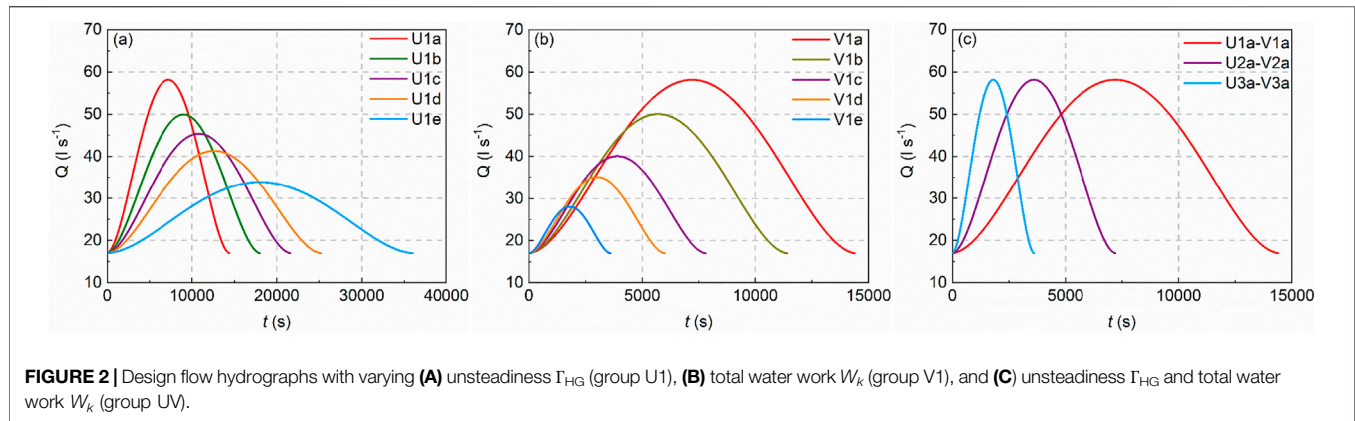 (a)
U1a
U1b
U1c
U1d
U1e
70
60
50
40
30
20
10
Q (l s⁻¹)
0
10000
20000
30000
40000
t (s)
(b)
V1a
V1b
V1c
V1d
V1e
70
60
50
40
30
20
10
Q (l s⁻¹)
0
5000
10000
15000
t (s)
(c)
U1a-V1a
U2a-V2a
U3a-V3a
70
60
50
40
30
20
10
Q (l s⁻¹)
0
5000
10000
15000
t (s)
FIGURE 2 | Design flow hydrographs with varying (A) unsteadiness Γ_HG (group U1), (B) total water work W_k (group V1), and (C) unsteadiness Γ_HG and total water
work W_k (group UV).